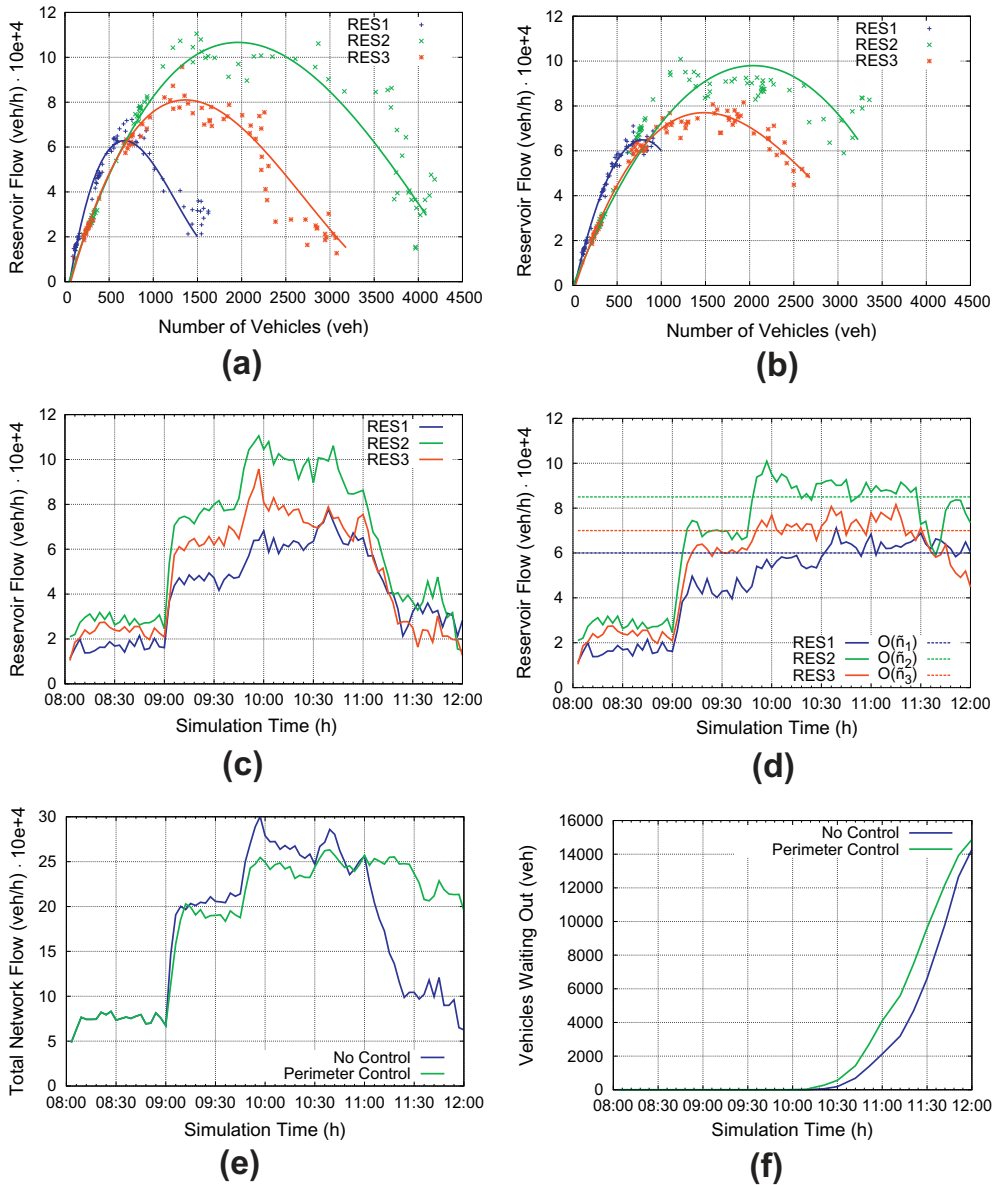 12
10
8
6
4
2
0
Reservoir Flow (veh/h) · 10e+4
RES1
RES2
RES3
0 500 1000 1500 2000 2500 3000 3500 4000 4500
Number of Vehicles (veh)
(a)
12
10
8
6
4
2
0
Reservoir Flow (veh/h) · 10e+4
RES1
RES2
RES3
0 500 1000 1500 2000 2500 3000 3500 4000 4500
Number of Vehicles (veh)
(b)
12
10
8
6
4
2
0
Reservoir Flow (veh/h) · 10e+4
RES1
RES2
RES3
08:00 08:30 09:00 09:30 10:00 10:30 11:00 11:30 12:00
Simulation Time (h)
(c)
12
10
8
6
4
2
0
Reservoir Flow (veh/h) · 10e+4
RES1 O(ñ1)
RES2 O(ñ2)
RES3 O(ñ3)
08:00 08:30 09:00 09:30 10:00 10:30 11:00 11:30 12:00
Simulation Time (h)
(d)
30
25
20
15
10
5
0
Total Network Flow (veh/h) · 10e+4
No Control
Perimeter Control
08:00 08:30 09:00 09:30 10:00 10:30 11:00 11:30 12:00
Simulation Time (h)
(e)
16000
14000
12000
10000
8000
6000
4000
2000
0
Vehicles Waiting Out (veh)
No Control
Perimeter Control
08:00 08:30 09:00 09:30 10:00 10:30 11:00 11:30 12:00
Simulation Time (h)
(f)